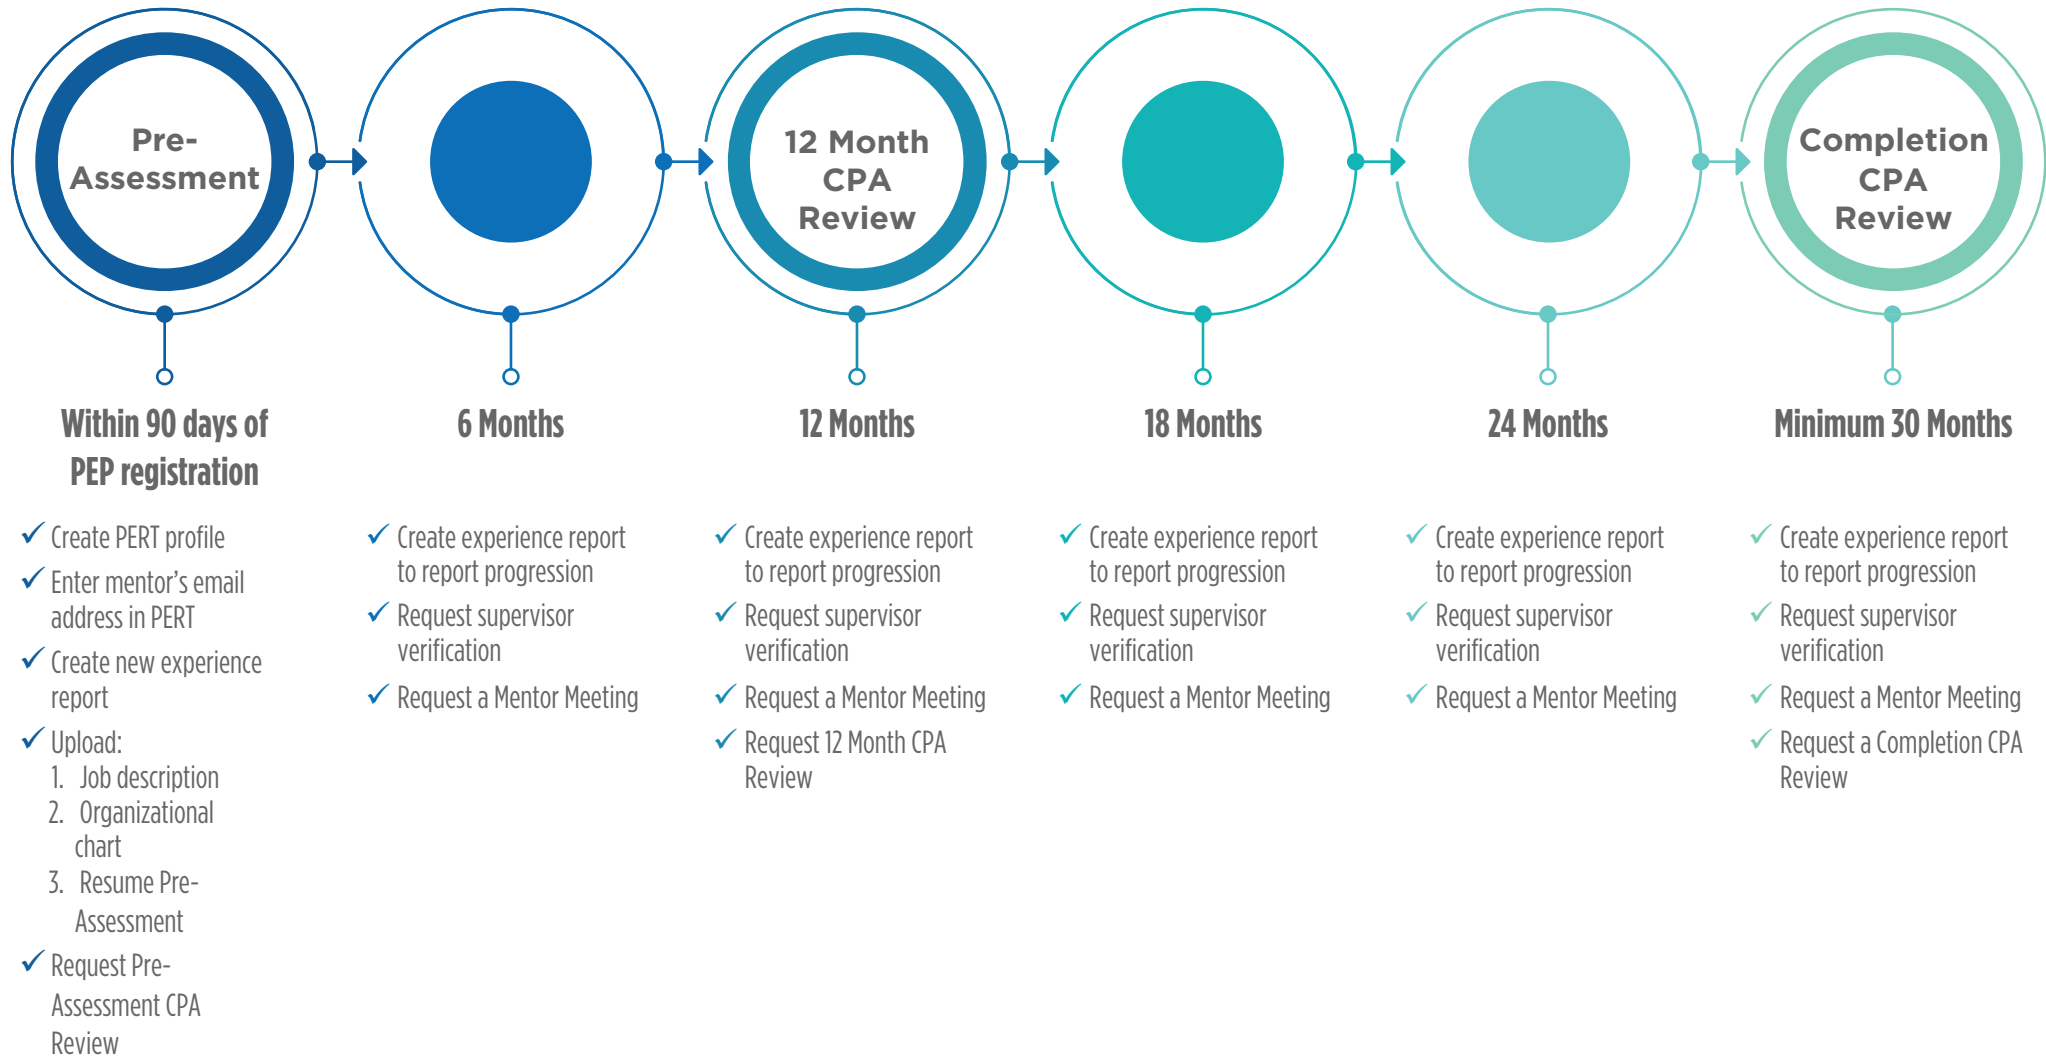 Pre-
Assessment
12 Month
CPA
Review
Completion
CPA
Review
Within 90 days of
PEP registration
Create PERT profile
Enter mentor’s email
address in PERT
Create new experience
report
Upload:
1. Job description
2. Organizational
chart
3. Resume Pre-
Assessment
Request Pre-
Assessment CPA
Review
6 Months
Create experience report
to report progression
Request supervisor
verification
Request a Mentor Meeting
12 Months
Create experience report
to report progression
Request supervisor
verification
Request a Mentor Meeting
Request 12 Month CPA
Review
18 Months
Create experience report
to report progression
Request supervisor
verification
Request a Mentor Meeting
24 Months
Create experience report
to report progression
Request supervisor
verification
Request a Mentor Meeting
Minimum 30 Months
Create experience report
to report progression
Request supervisor
verification
Request a Mentor Meeting
Request a Completion CPA
Review